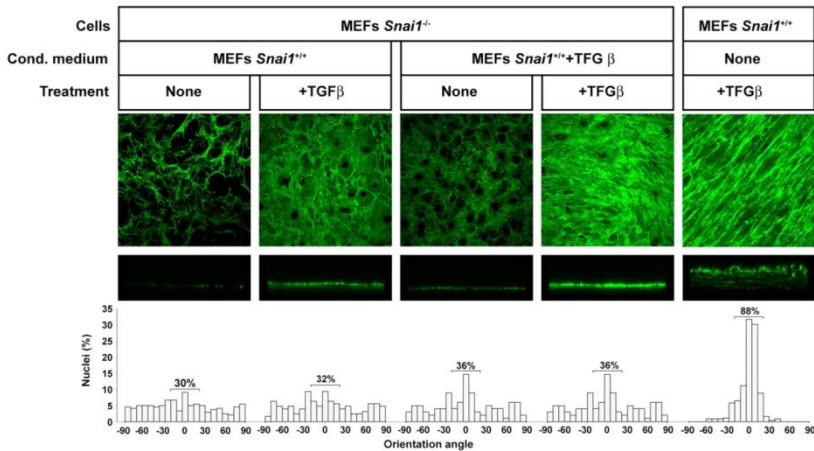 Cells MEFs Snai1-/- MEFs Snai1+/+
Cond. medium MEFs Snai1+/+ MEFs Snai1+/++TFG β None
Treatment None +TGFβ None +TFGβ +TFGβ
35
30
25
20
15
10
5
0
Nuclei (%)
30% 32% 36% 36% 88%
-90 -60 -30 0 30 60 90 -90 -60 -30 0 30 60 90 -90 -60 -30 0 30 60 90 -90 -60 -30 0 30 60 90 -90 -60 -30 0 30 60 90
Orientation angle